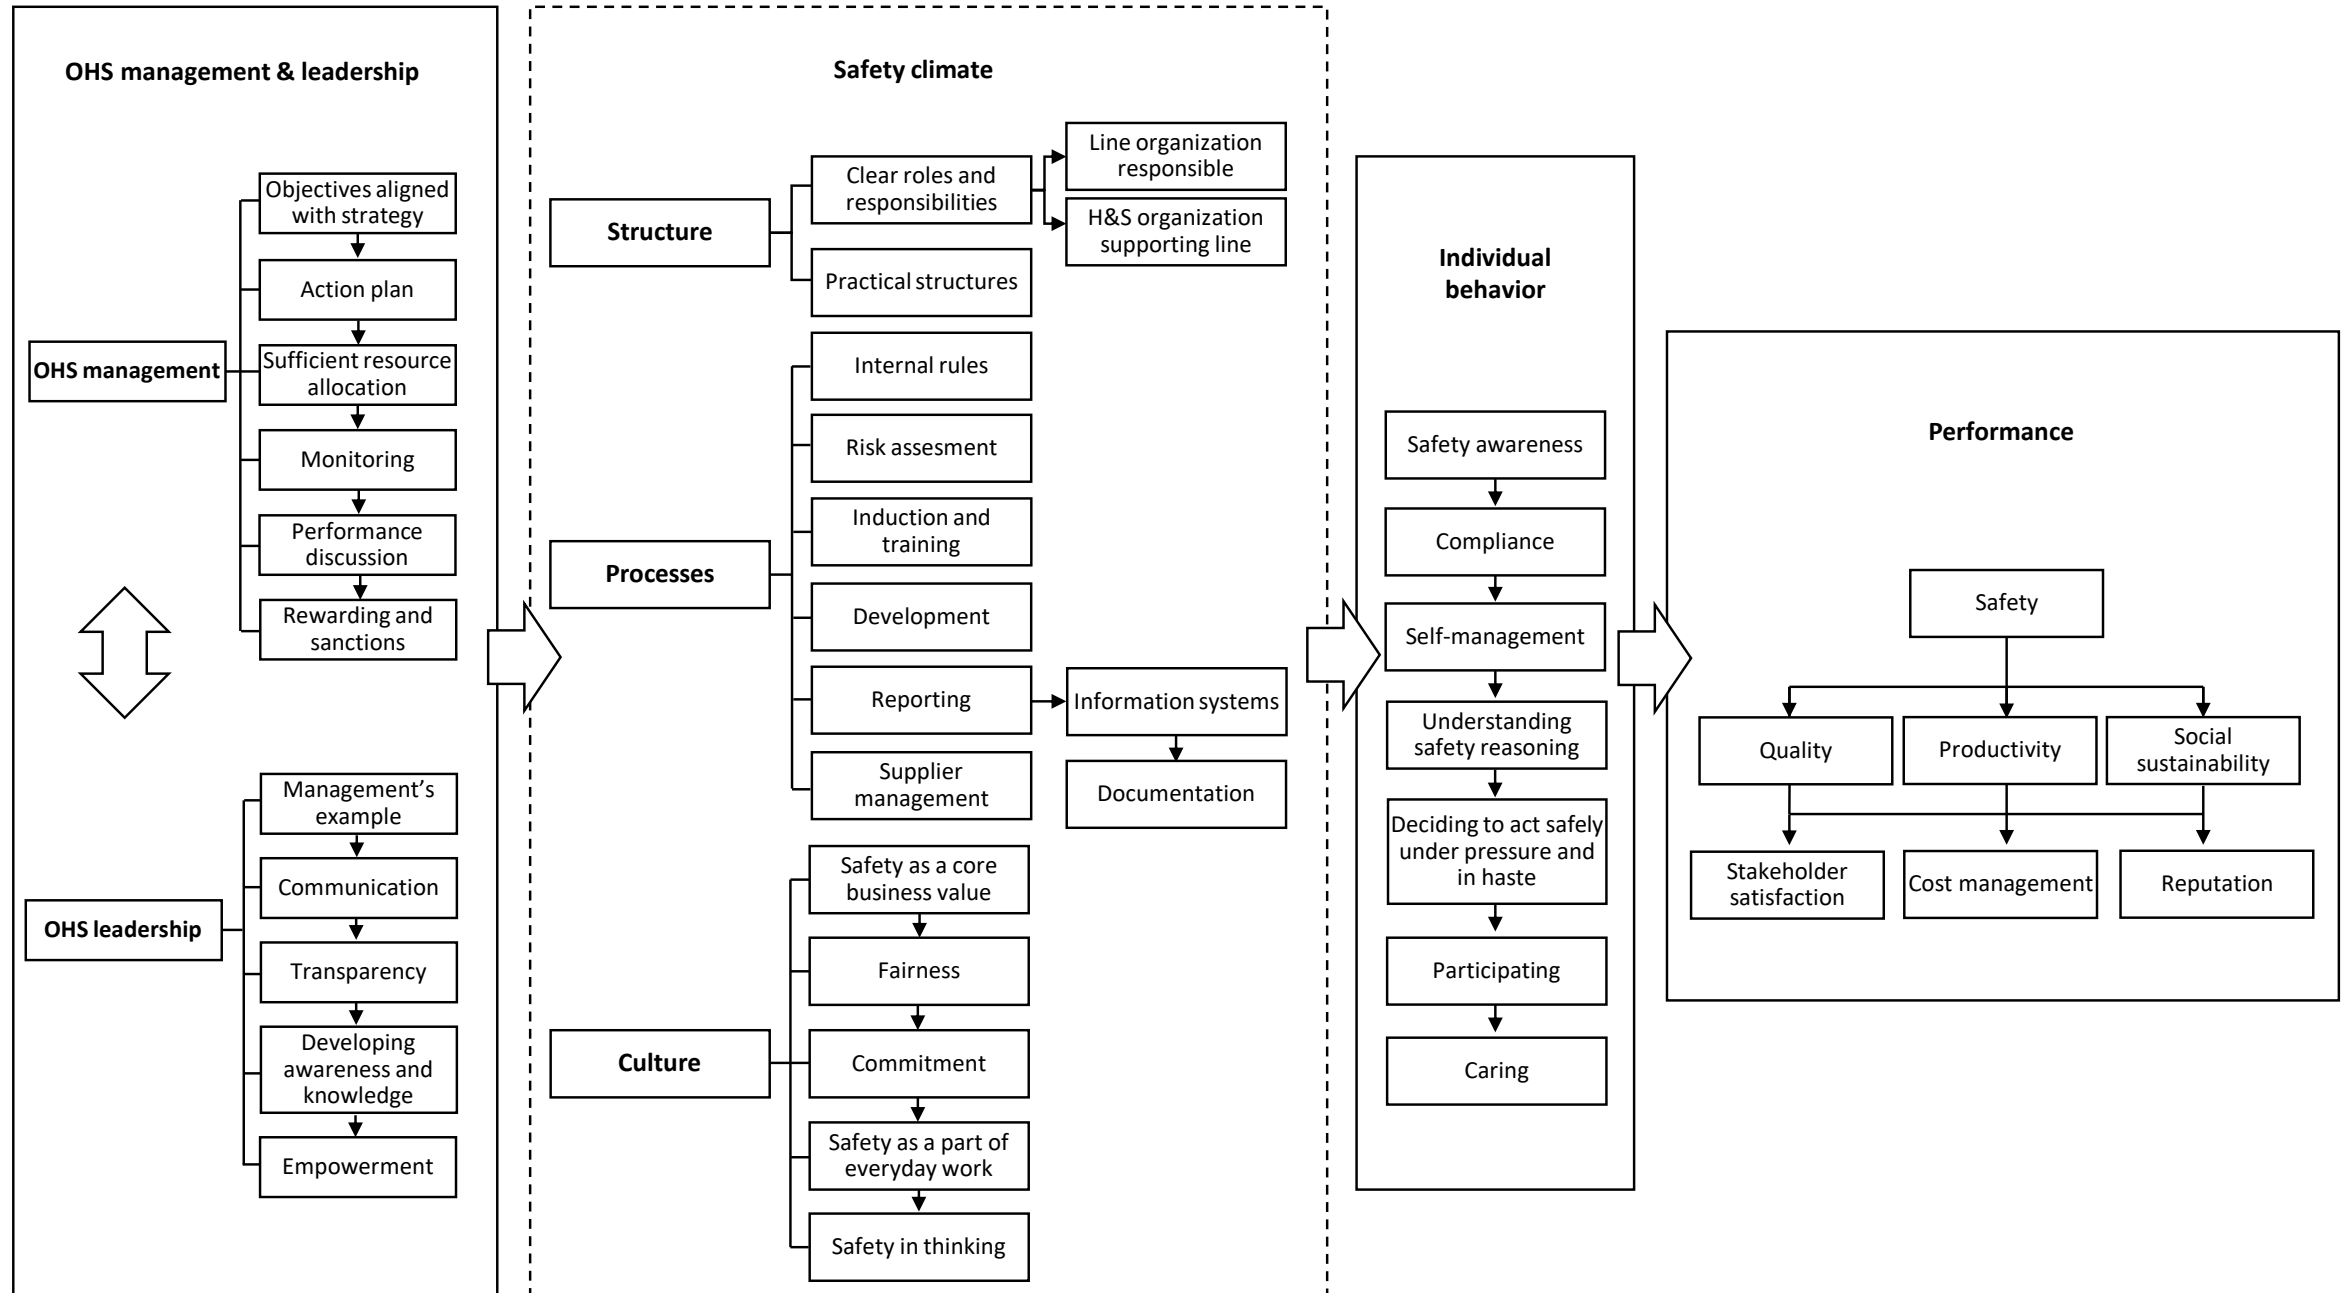 OHS management & leadership
Objectives aligned
with strategy
Action plan
OHS management
Sufficient resource
allocation
Monitoring
Performance
discussion
Rewarding and
sanctions
Management’s
example
Communication
OHS leadership
Transparency
Developing
awareness and
knowledge
Empowerment
Safety climate
Structure
Clear roles and
responsibilities
Line organization
responsible
H&S organization
supporting line
Practical structures
Processes
Internal rules
Risk assesment
Induction and
training
Development
Reporting
Information systems
Documentation
Supplier
management
Culture
Safety as a core
business value
Fairness
Commitment
Safety as a part of
everyday work
Safety in thinking
Individual
behavior
Safety awareness
Compliance
Self-management
Understanding
safety reasoning
Deciding to act safely
under pressure and
in haste
Participating
Caring
Performance
Safety
Quality
Productivity
Social
sustainability
Stakeholder
satisfaction
Cost management
Reputation